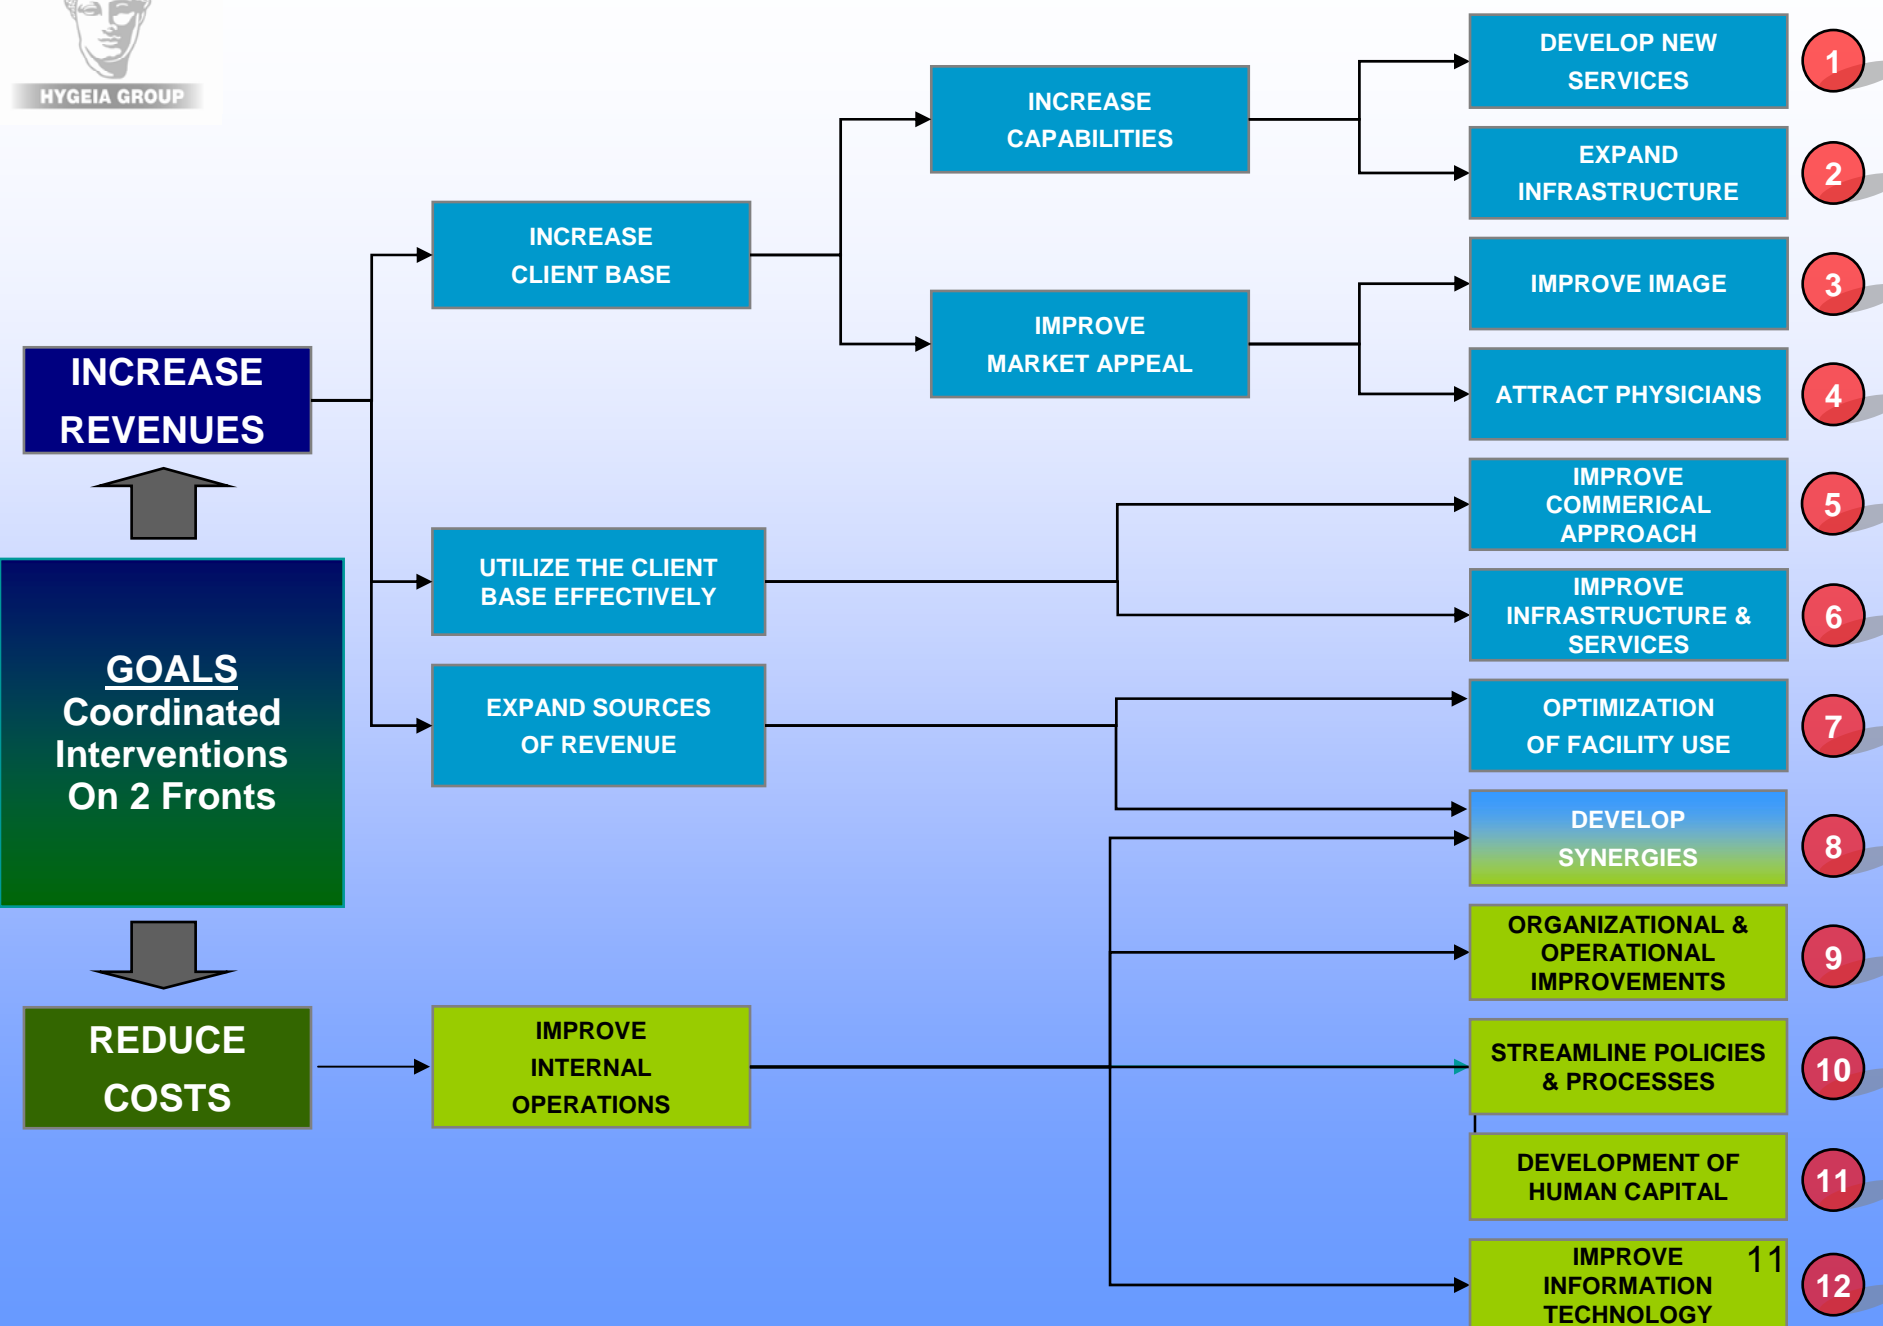 HYGEIA GROUP
INCREASE
REVENUES
GOALS
Coordinated
Interventions
On 2 Fronts
REDUCE
COSTS
INCREASE
CLIENT BASE
UTILIZE THE CLIENT
BASE EFFECTIVELY
EXPAND SOURCES
OF REVENUE
IMPROVE
INTERNAL
OPERATIONS
INCREASE
CAPABILITIES
IMPROVE
MARKET APPEAL
DEVELOP NEW
SERVICES
1
EXPAND
INFRASTRUCTURE
2
IMPROVE IMAGE
3
ATTRACT PHYSICIANS
4
IMPROVE
COMMERICAL
APPROACH
5
IMPROVE
INFRASTRUCTURE &
SERVICES
6
OPTIMIZATION
OF FACILITY USE
7
DEVELOP
SYNERGIES
8
ORGANIZATIONAL &
OPERATIONAL
IMPROVEMENTS
9
STREAMLINE POLICIES
& PROCESSES
10
DEVELOPMENT OF
HUMAN CAPITAL
11
IMPROVE
INFORMATION
TECHNOLOGY
11
12